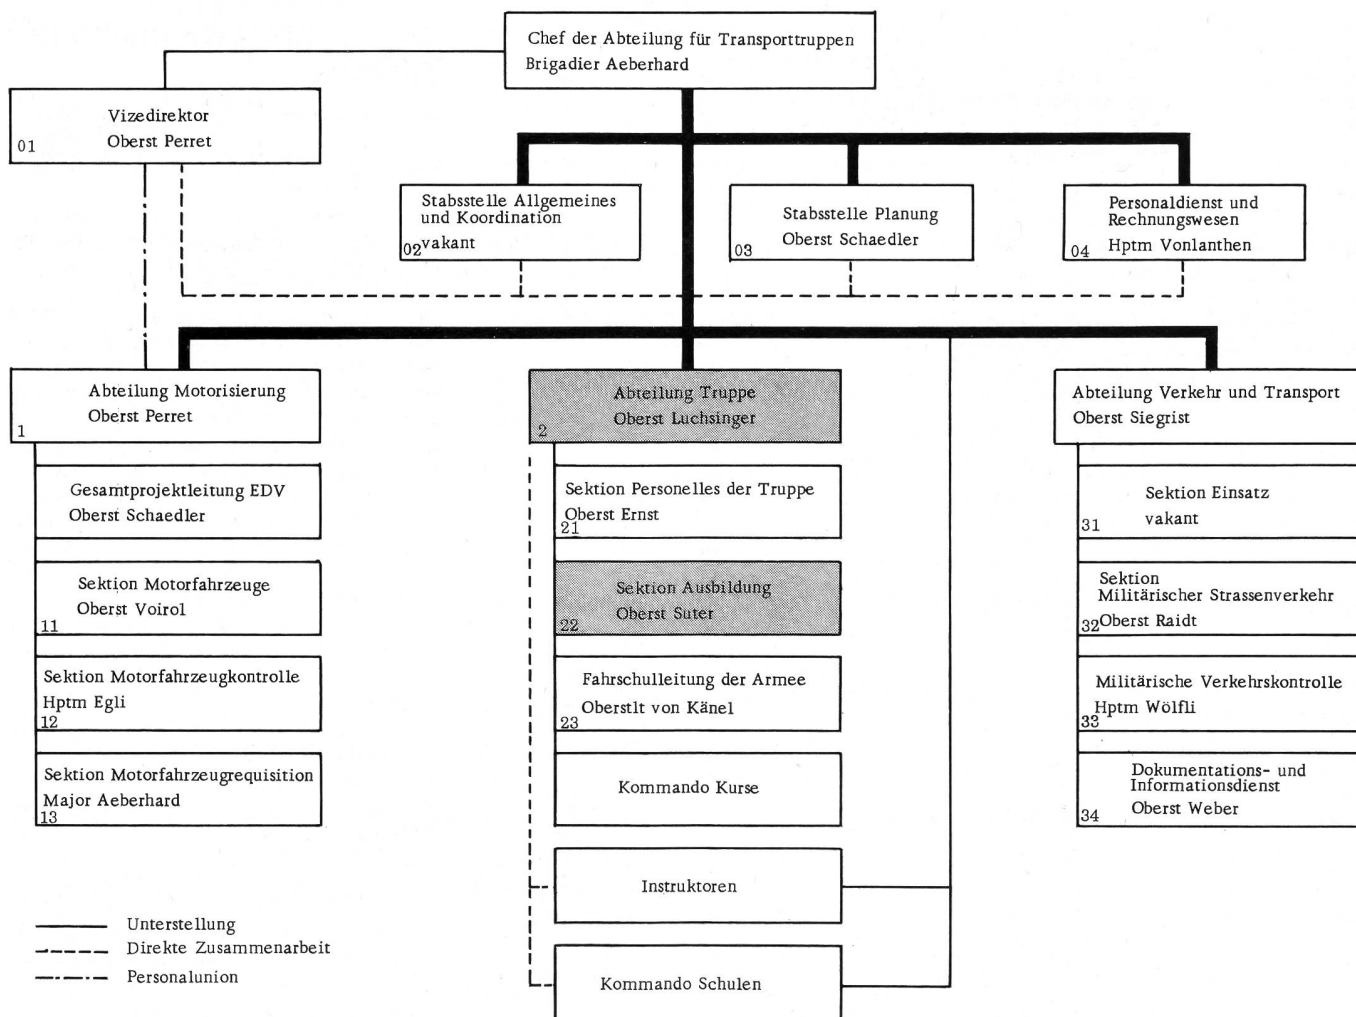 Chef der Abteilung für Transporttruppen
Brigadier Aeberhard
Vizedirektor
Oberst Perret
01
Stabsstelle Allgemeines
und Koordination
vakant
02
Stabsstelle Planung
Oberst Schaedler
03
Personaldienst und
Rechnungswesen
Hptm Vonlanthen
04
Abteilung Motorisierung
Oberst Perret
1
Gesamtprojektleitung EDV
Oberst Schaedler
Sektion Motorfahrzeuge
Oberst Voirol
11
Sektion Motorfahrzeugkontrolle
Hptm Egli
12
Sektion Motorfahrzeugrequisition
Major Aeberhard
13
Abteilung Truppe
Oberst Luchsinger
2
Sektion Personelles der Truppe
Oberst Ernst
21
Sektion Ausbildung
Oberst Suter
22
Fahrschulleitung der Armee
Oberstlt von Känel
23
Kommando Kurse
Instruktoren
Kommando Schulen
Abteilung Verkehr und Transport
Oberst Siegrist
Sektion Einsatz
vakant
31
Sektion
Militärischer Strassenverkehr
Oberst Raidt
32
Militärische Verkehrskontrolle
Hptm Wölfli
33
Dokumentations- und
Informationsdienst
Oberst Weber
34
Unterstellung
Direkte Zusammenarbeit
Personalunion